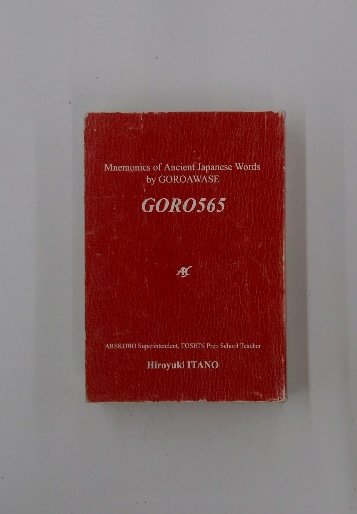 Mnemonics of Ancient Japanese Words
by GOROAWASE
GORO565
ARSKOBO Superintendent, TOSHIN Prep School Teacher
Hiroyuki ITANO